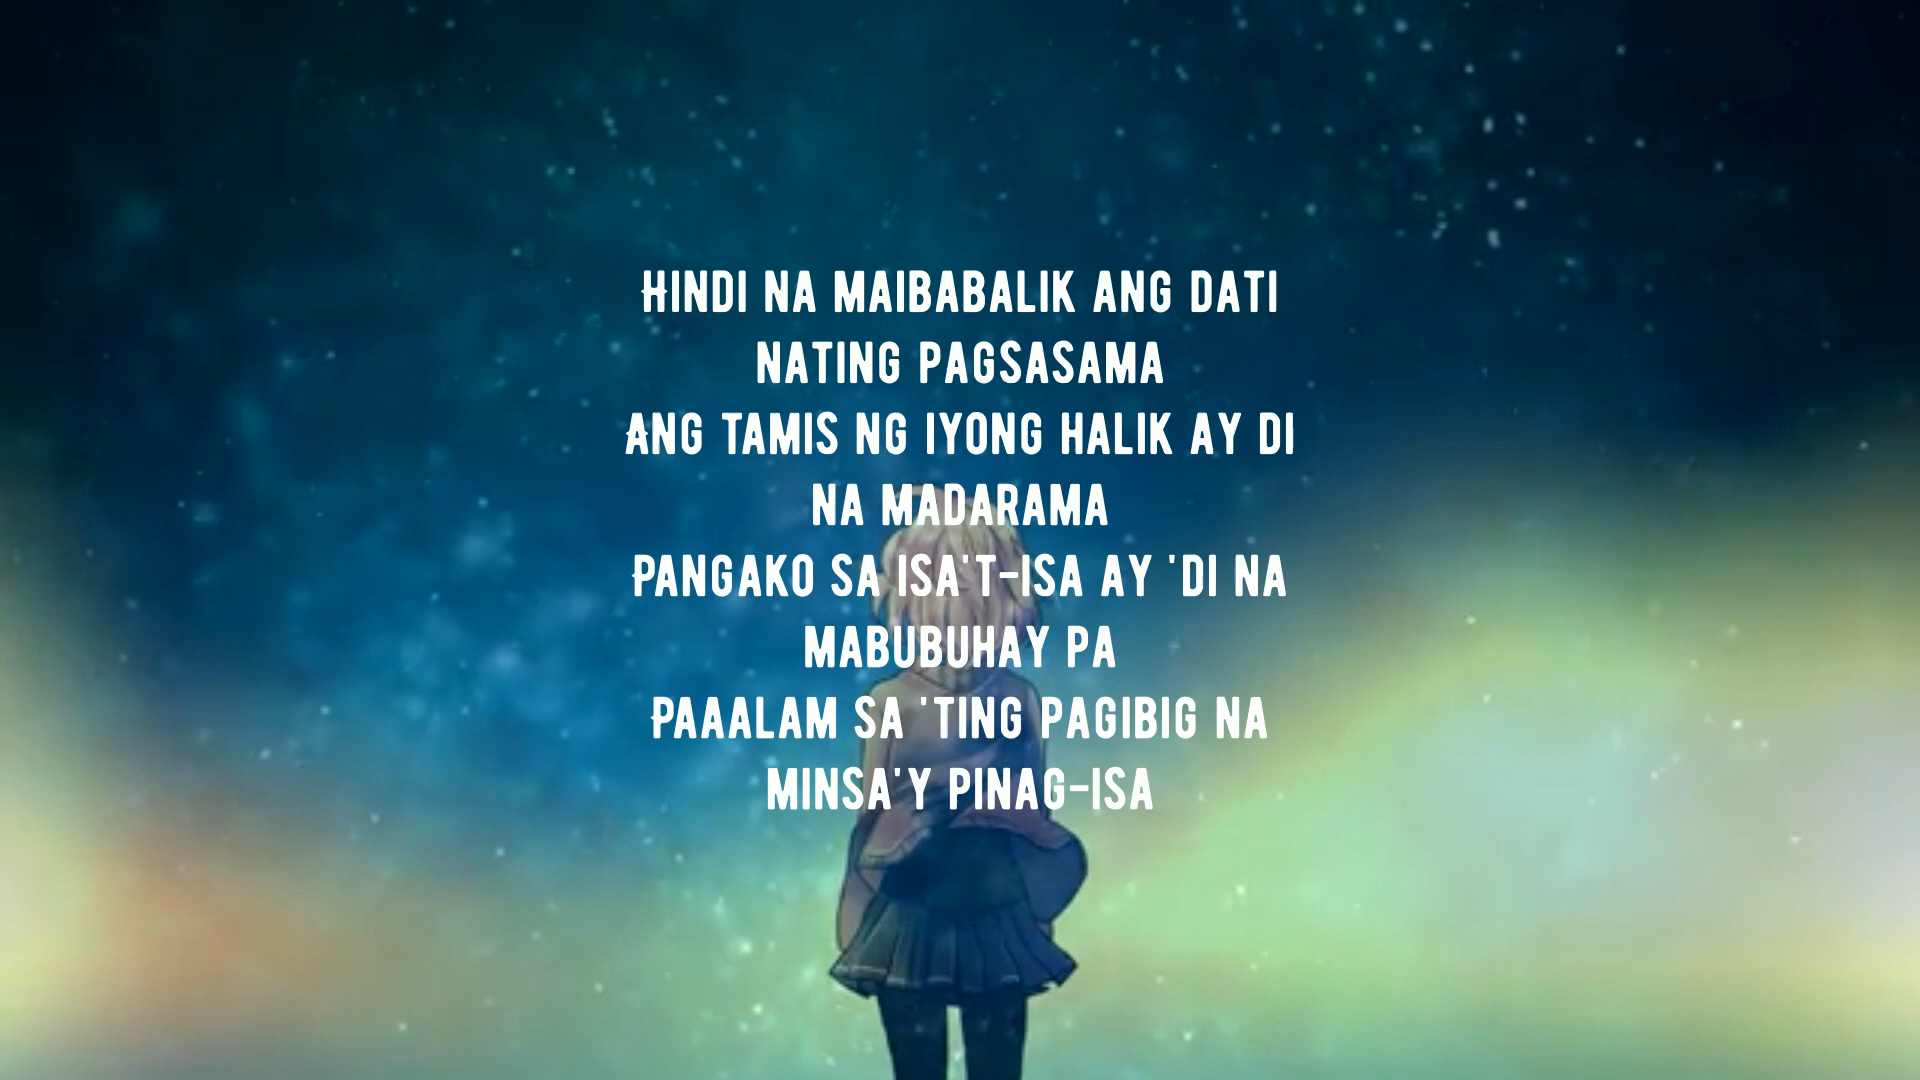 Hindi na maibabalik ang dati
nating pagsasama
Ang tamis ng iyong halik ay di
na madarama
Pangako sa isa't-isa ay 'di na
mabubuhay pa
Paaalam sa 'ting pagibig na
minsa'y pinag-isa